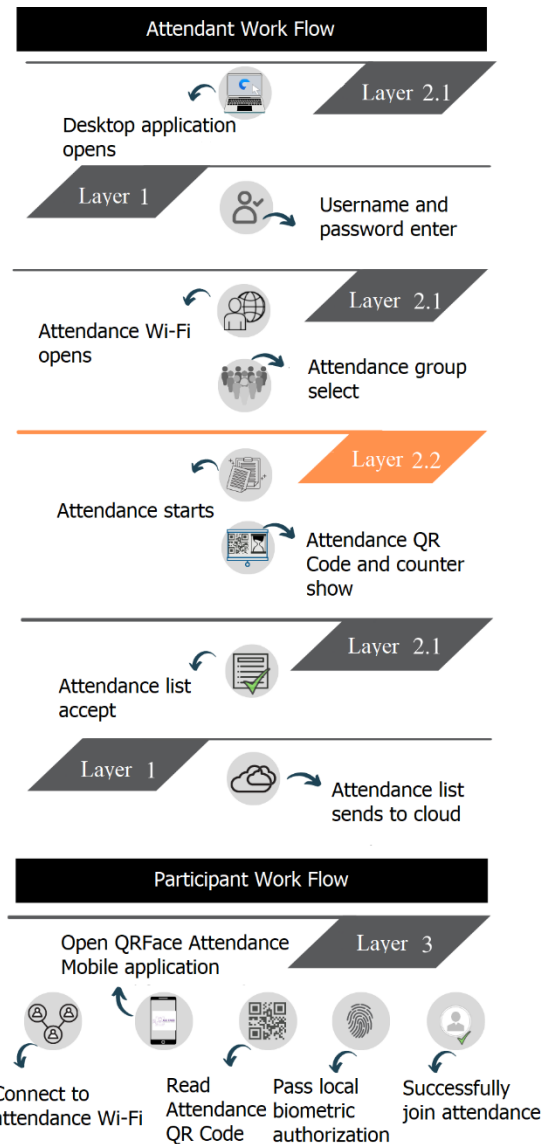 Attendant Work Flow
Layer 2.1
Desktop application
opens
Layer 1
Username and
password enter
Layer 2.1
Attendance Wi-Fi
opens
Attendance group
select
Layer 2.2
Attendance starts
Attendance QR
Code and counter
show
Layer 2.1
Attendance list
accept
Layer 1
Attendance list
sends to cloud
Participant Work Flow
Layer 3
Open QRFace Attendance
Mobile application
Connect to
attendance Wi-Fi
Read
Attendance
QR Code
Pass local
biometric
authorization
Successfully
join attendance